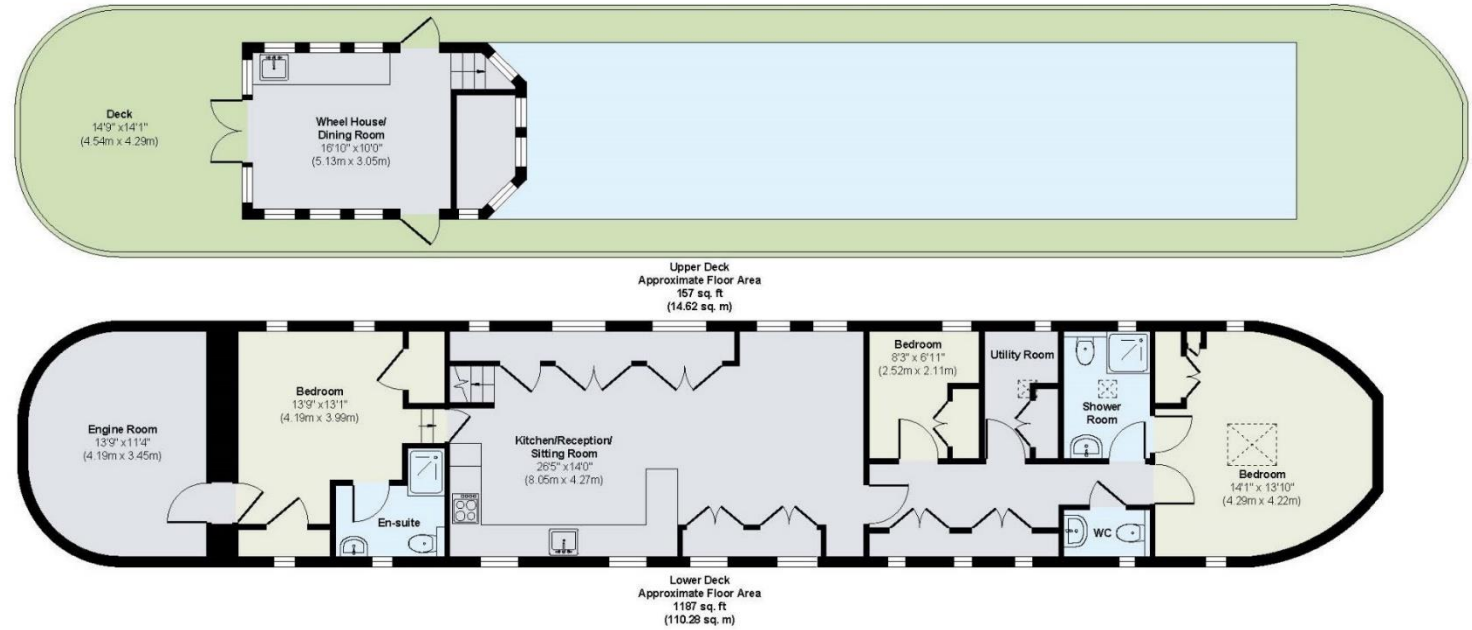 Deck
14'9" x14'1"
(4.54m x 4.29m)
Wheel House/
Dining Room
16'10" x10'0"
(5.13m x 3.05m)
Upper Deck
Approximate Floor Area
157 sq. ft
(14.62 sq. m)
Engine Room
13'9" x11'4"
(4.19m x 3.45m)
Bedroom
13'9" x13'1"
(4.19m x 3.99m)
En-suite
Kitchen/Reception/
Sitting Room
26'5" x14'0"
(8.05m x 4.27m)
Bedroom
8'3" x 6'11"
(2.52m x 2.11m)
Utility Room
Shower
Room
WC
Bedroom
14'1" x 13'10"
(4.29m x 4.22m)
Lower Deck
Approximate Floor Area
1187 sq. ft
(110.28 sq. m)